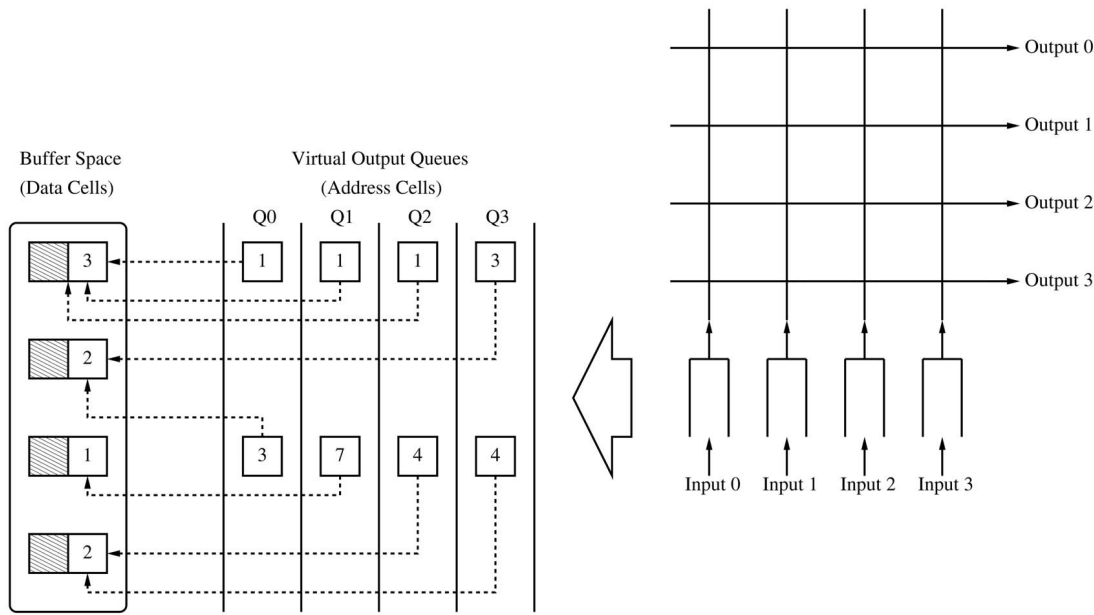 Output 0
Output 1
Output 2
Output 3
Buffer Space
(Data Cells)
Virtual Output Queues
(Address Cells)
Q0 Q1 Q2 Q3
3 1 1 1 3
2
1 3 7 4 4
2
Input 0 Input 1 Input 2 Input 3